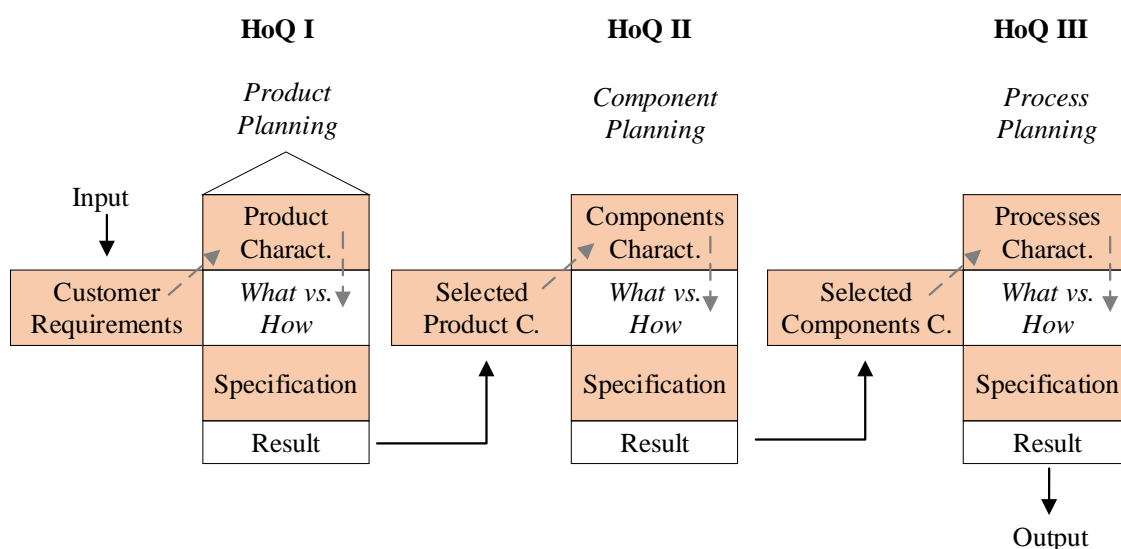 HoQ I
HoQ II
HoQ III
Product
Planning
Component
Planning
Process
Planning
Input
Product
Charact.
Components
Charact.
Processes
Charact.
Customer
Requirements
What vs.
How
Selected
Product C.
What vs.
How
Selected
Components C.
What vs.
How
Specification
Specification
Specification
Result
Result
Result
Output